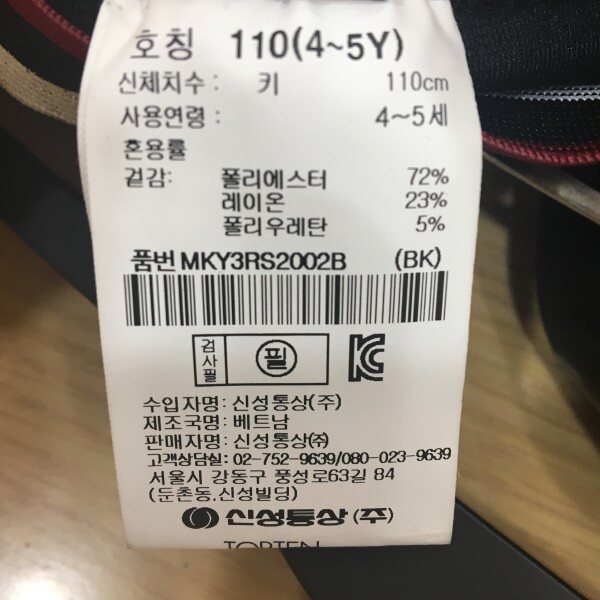 호칭 110(4~5Y)
신체치수: 키 110cm
사용연령 : 4~5세
혼용률
겉감: 폴리에스터 72%
레이온 23%
폴리우레탄 5%
품번 MKY3RS2002B (BK)
검사필 필 KC
수입자명: 신성통상(주)
제조국명: 베트남
판매자명: 신성통상㈜
고객상담실: 02-752-9639/080-023-9639
서울시 강동구 풍성로63길 84
(둔촌동,신성빌딩)
신성통상(주)
TOPTEN